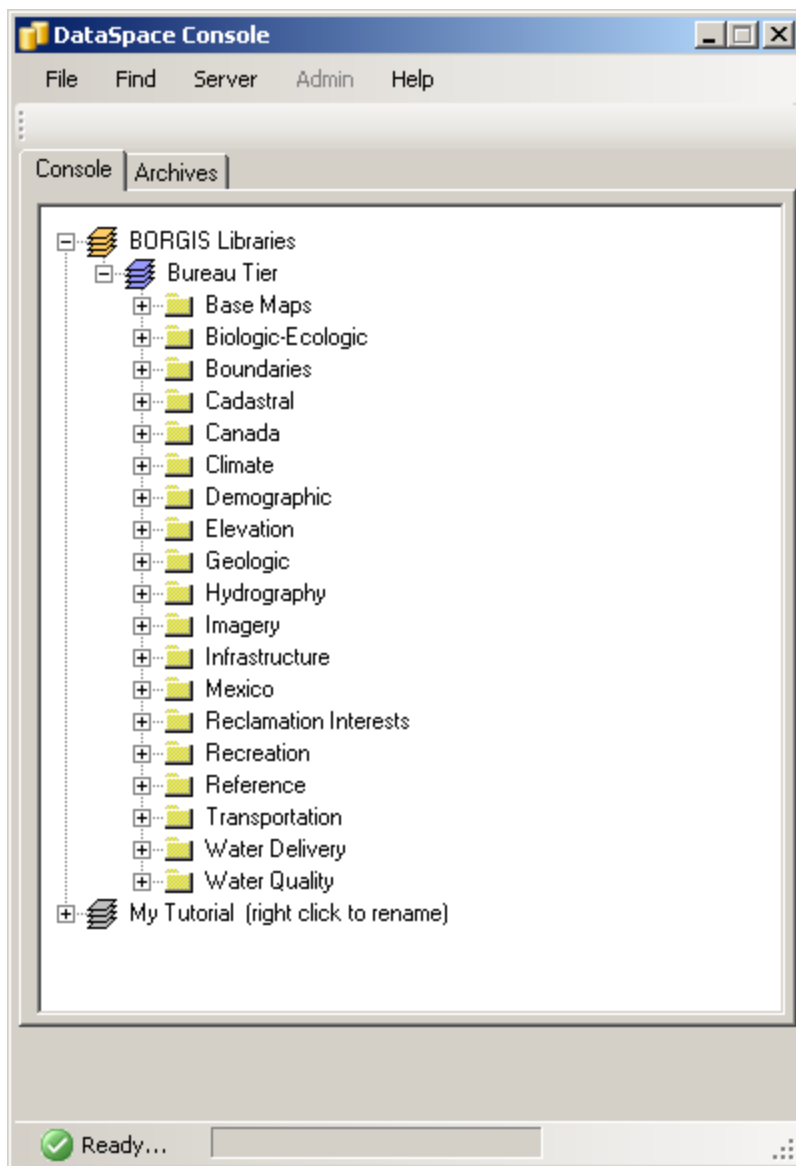 DataSpace Console
File Find Server Admin Help
Console Archives
BORGIS Libraries
Bureau Tier
Base Maps
Biologic-Ecologic
Boundaries
Cadastral
Canada
Climate
Demographic
Elevation
Geologic
Hydrography
Imagery
Infrastructure
Mexico
Reclamation Interests
Recreation
Reference
Transportation
Water Delivery
Water Quality
My Tutorial (right click to rename)
Ready...